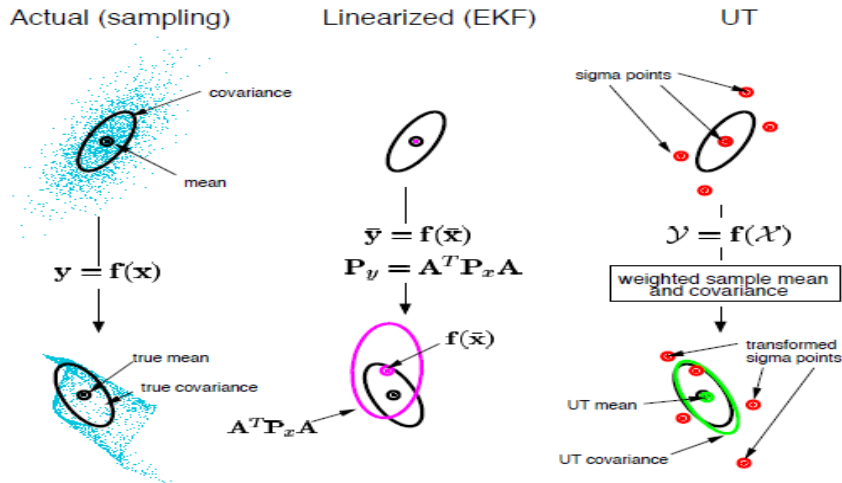 Actual (sampling)
covariance
mean
y = f(x)
true mean
true covariance
Linearized (EKF)
ȳ = f(x̄)
P_y = A^T P_x A
f(x̄)
A^T P_x A
UT
sigma points
𝒴 = f(𝒳)
weighted sample mean
and covariance
transformed
sigma points
UT mean
UT covariance